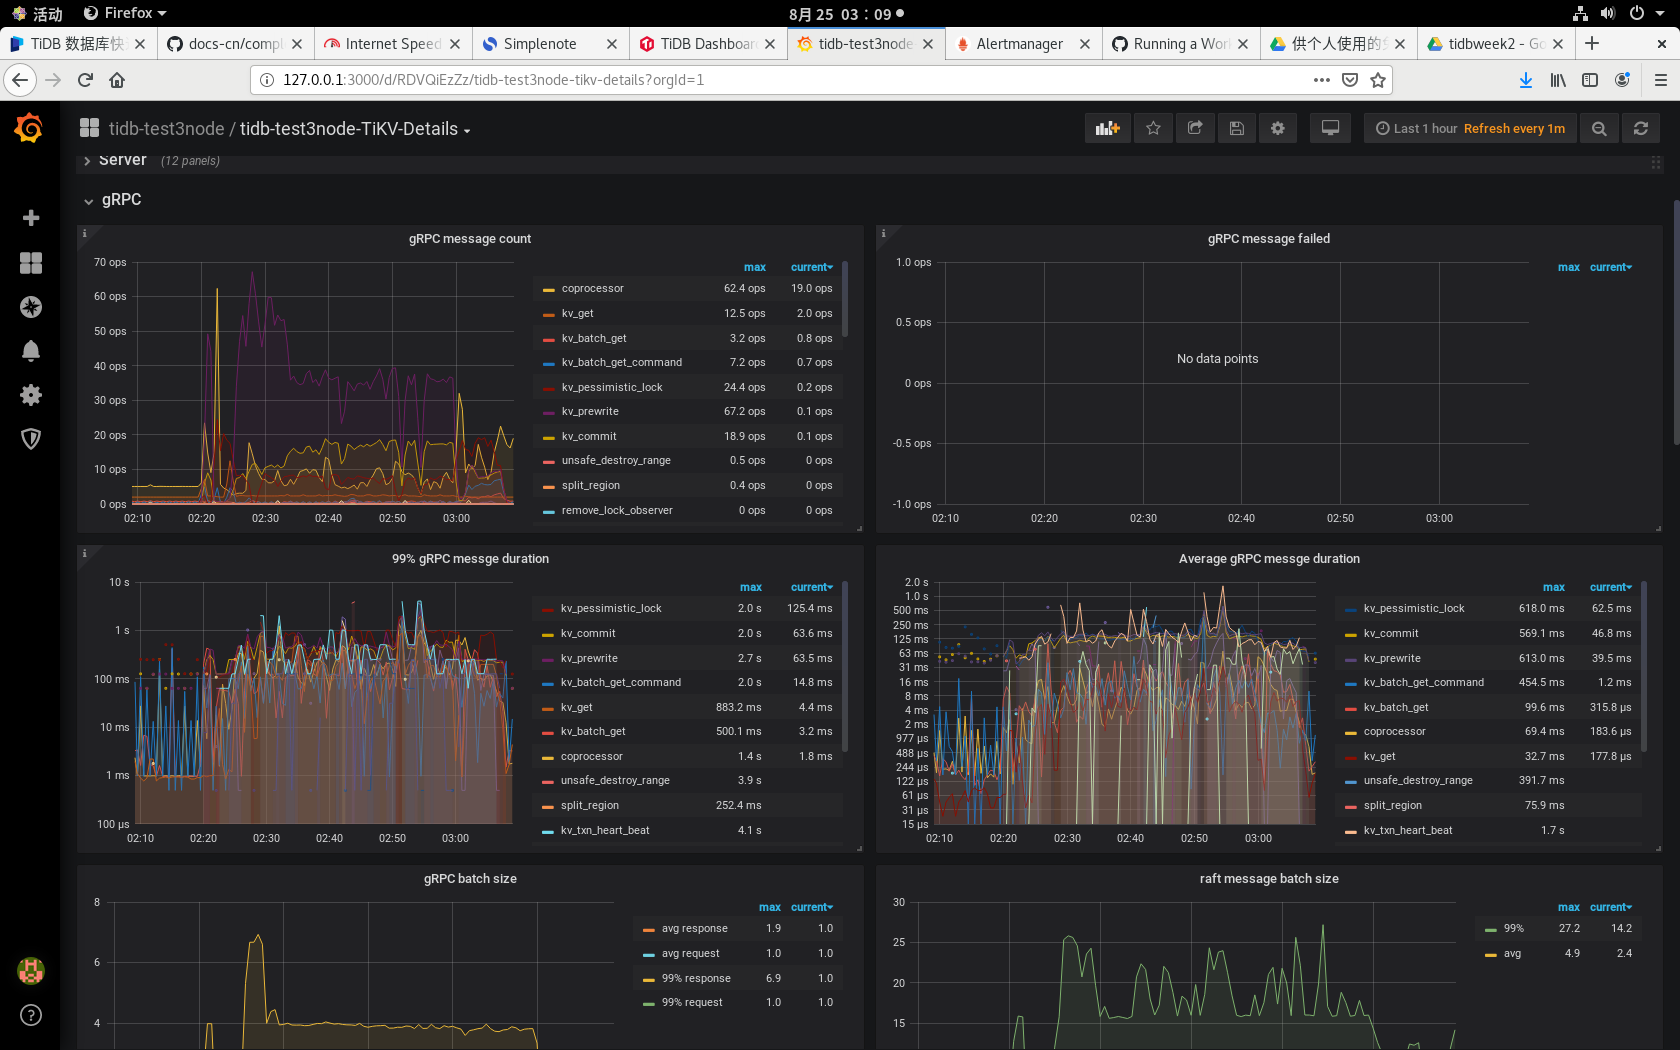 活动
Firefox
8月 25 03：09
TiDB 数据库快
docs-cn/compl
Internet Speed
Simplenote
TiDB Dashboar
tidb-test3node-
Alertmanager
Running a Wor
供个人使用的
tidbweek2 - Go
127.0.0.1:3000/d/RDVQiEzZz/tidb-test3node-tikv-details?orgId=1
tidb-test3node / tidb-test3node-TiKV-Details
Last 1 hour Refresh every 1m
Server (12 panels)
gRPC
gRPC message count
70 ops
60 ops
50 ops
40 ops
30 ops
20 ops
10 ops
0 ops
02:10 02:20 02:30 02:40 02:50 03:00
max current
coprocessor 62.4 ops 19.0 ops
kv_get 12.5 ops 2.0 ops
kv_batch_get 3.2 ops 0.8 ops
kv_batch_get_command 7.2 ops 0.7 ops
kv_pessimistic_lock 24.4 ops 0.2 ops
kv_prewrite 67.2 ops 0.1 ops
kv_commit 18.9 ops 0.1 ops
unsafe_destroy_range 0.5 ops 0 ops
split_region 0.4 ops 0 ops
remove_lock_observer 0 ops 0 ops
gRPC message failed
1.0 ops
0.5 ops
0 ops
-0.5 ops
-1.0 ops
No data points
02:10 02:20 02:30 02:40 02:50 03:00
max current
99% gRPC messge duration
10 s
1 s
100 ms
10 ms
1 ms
100 µs
02:10 02:20 02:30 02:40 02:50 03:00
max current
kv_pessimistic_lock 2.0 s 125.4 ms
kv_commit 2.0 s 63.6 ms
kv_prewrite 2.7 s 63.5 ms
kv_batch_get_command 2.0 s 14.8 ms
kv_get 883.2 ms 4.4 ms
kv_batch_get 500.1 ms 3.2 ms
coprocessor 1.4 s 1.8 ms
unsafe_destroy_range 3.9 s
split_region 252.4 ms
kv_txn_heart_beat 4.1 s
Average gRPC messge duration
2.0 s
1.0 s
500 ms
250 ms
125 ms
63 ms
31 ms
16 ms
8 ms
4 ms
2 ms
977 µs
488 µs
244 µs
122 µs
61 µs
31 µs
15 µs
02:10 02:20 02:30 02:40 02:50 03:00
max current
kv_pessimistic_lock 618.0 ms 62.5 ms
kv_commit 569.1 ms 46.8 ms
kv_prewrite 613.0 ms 39.5 ms
kv_batch_get_command 454.5 ms 1.2 ms
kv_batch_get 99.6 ms 315.8 µs
coprocessor 69.4 ms 183.6 µs
kv_get 32.7 ms 177.8 µs
unsafe_destroy_range 391.7 ms
split_region 75.9 ms
kv_txn_heart_beat 1.7 s
gRPC batch size
8
6
4
max current
avg response 1.9 1.0
avg request 1.0 1.0
99% response 6.9 1.0
99% request 1.0 1.0
raft message batch size
30
25
20
15
max current
99% 27.2 14.2
avg 4.9 2.4